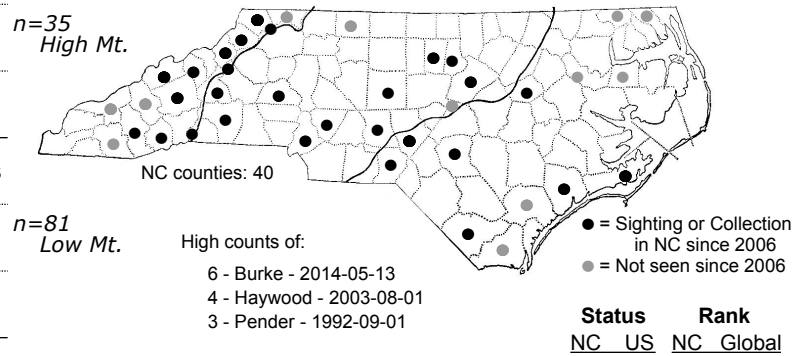 n=35
High Mt.
NC counties: 40
n=81
Low Mt.
High counts of:
6 - Burke - 2014-05-13
4 - Haywood - 2003-08-01
3 - Pender - 1992-09-01
● = Sighting or Collection
in NC since 2006
● = Not seen since 2006
Status Rank
NC US NC Global